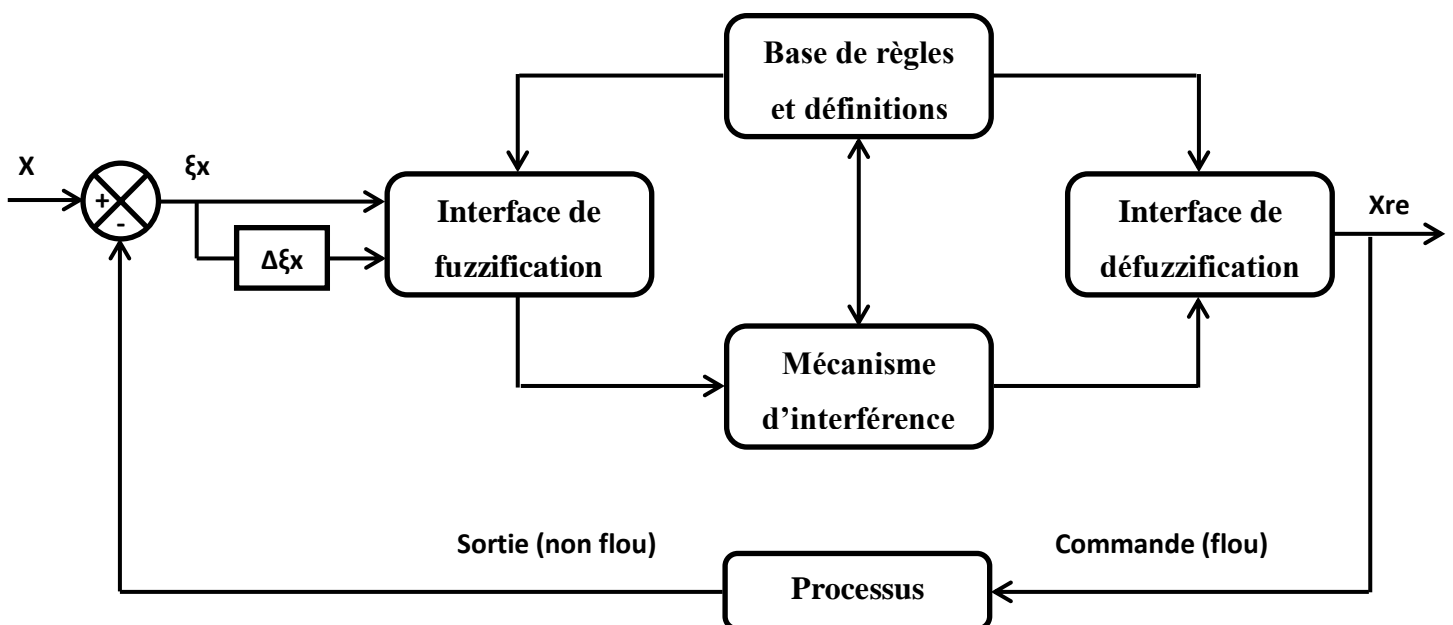 Base de règles
et définitions
X
+
-
ξx
Δξx
Interface de
fuzzification
Interface de
défuzzification
Xre
Mécanisme
d’interférence
Sortie (non flou)
Commande (flou)
Processus